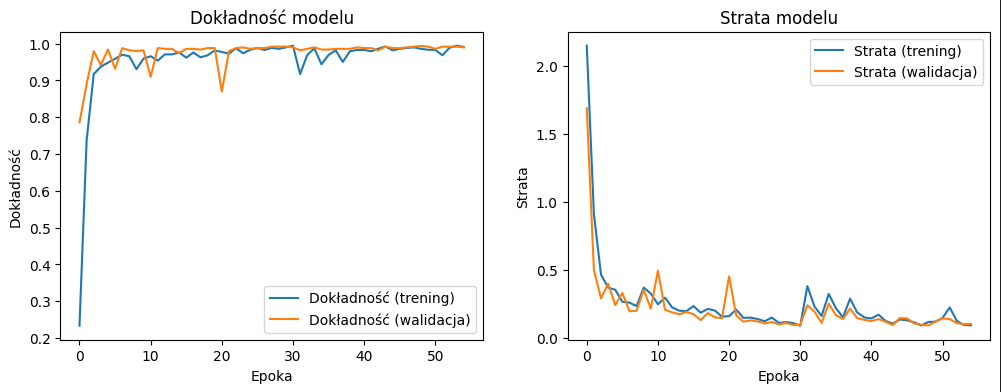 Dokładność modelu
1.0
0.9
0.8
0.7
0.6
0.5
0.4
0.3
0.2
Dokładność
Dokładność (trening)
Dokładność (walidacja)
0 10 20 30 40 50
Epoka
Strata modelu
2.0
1.5
1.0
0.5
0.0
Strata
Strata (trening)
Strata (walidacja)
0 10 20 30 40 50
Epoka